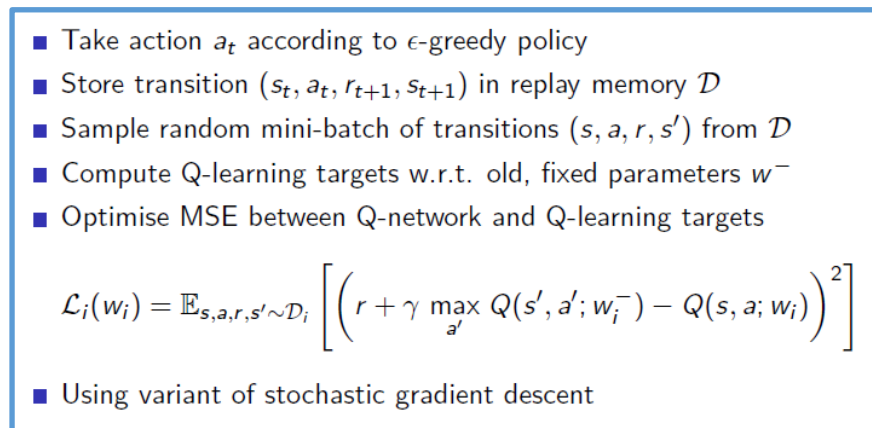 ■ Take action a_t according to ϵ-greedy policy
■ Store transition (s_t, a_t, r_{t+1}, s_{t+1}) in replay memory 𝒟
■ Sample random mini-batch of transitions (s, a, r, s′) from 𝒟
■ Compute Q-learning targets w.r.t. old, fixed parameters w⁻
■ Optimise MSE between Q-network and Q-learning targets
ℒ_i(w_i) = 𝔼_{s,a,r,s′∼𝒟_i} [ ( r + γ max_{a′} Q(s′, a′; w_i⁻) − Q(s, a; w_i) )² ]
■ Using variant of stochastic gradient descent